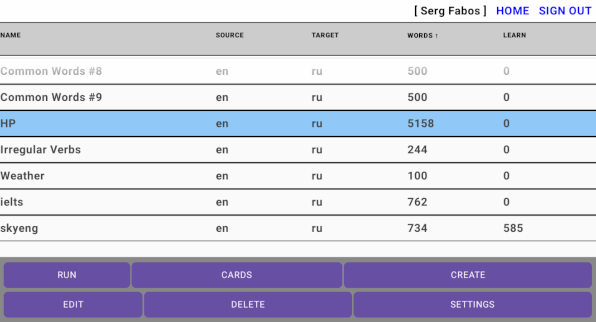 [ Serg Fabos ] HOME SIGN OUT
NAME SOURCE TARGET WORDS ↑ LEARN
Common Words #8 en ru 500 0
Common Words #9 en ru 500 0
HP en ru 5158 0
Irregular Verbs en ru 244 0
Weather en ru 100 0
ielts en ru 762 0
skyeng en ru 734 585
RUN CARDS CREATE
EDIT DELETE SETTINGS